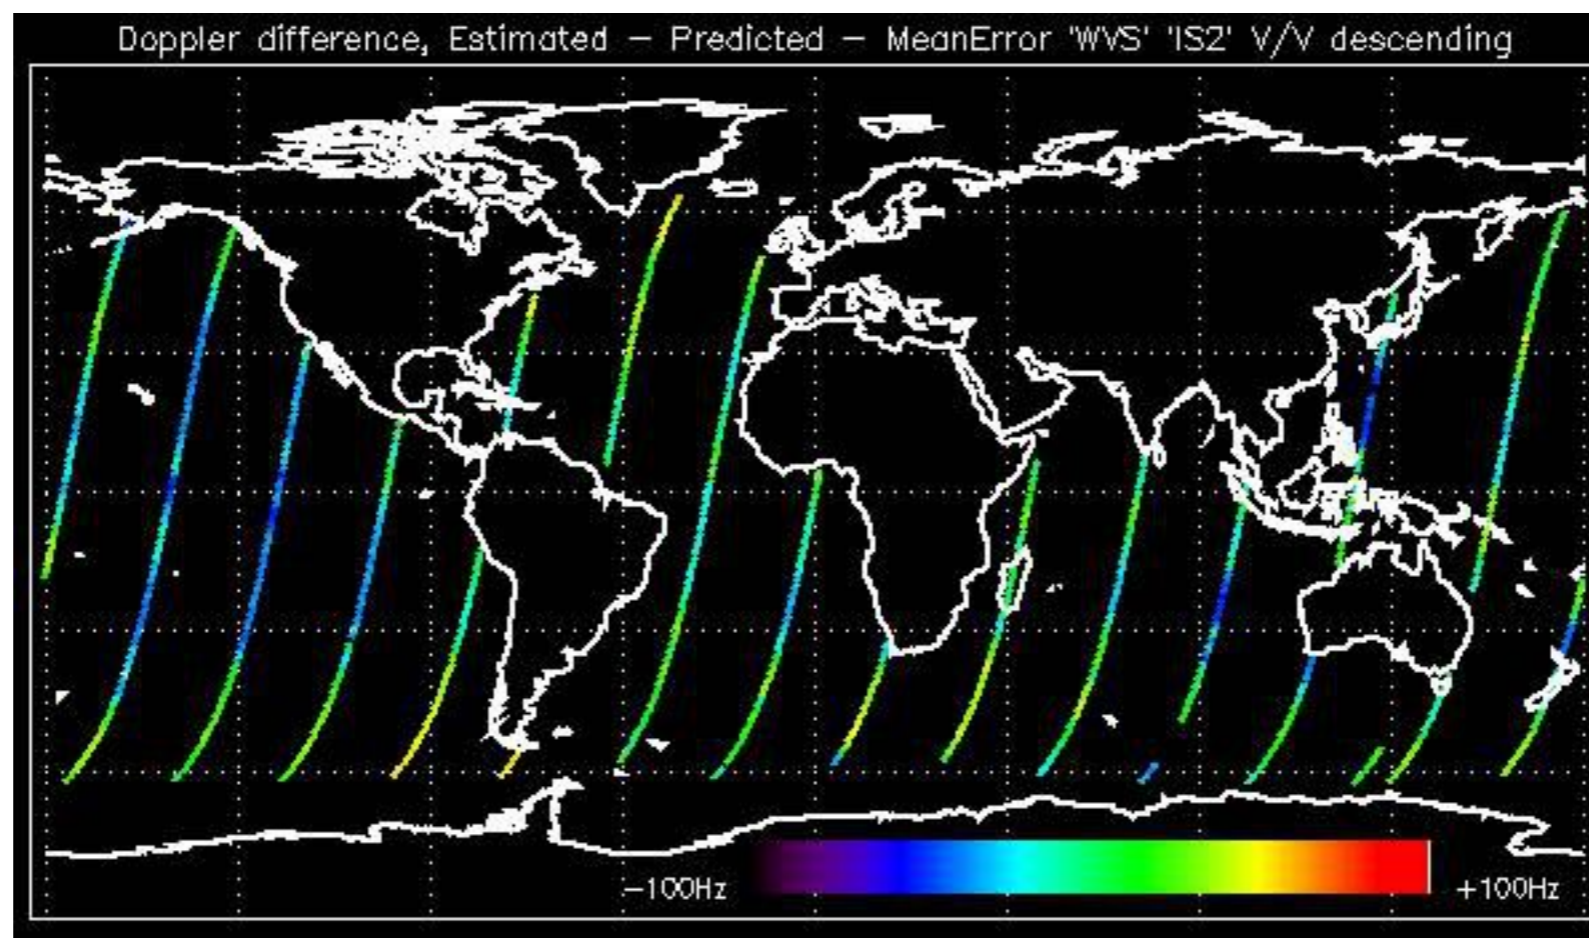 Doppler difference, Estimated – Predicted – MeanError 'WVS' 'IS2' V/V descending
–100Hz
+100Hz